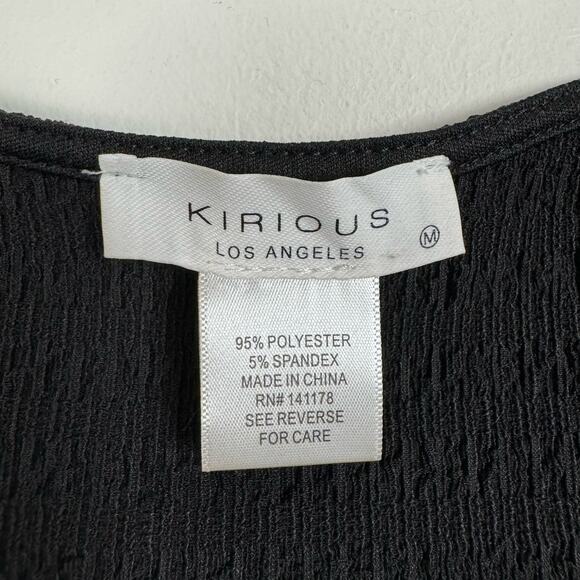 KIRIOUS
LOS ANGELES
M
95% POLYESTER
5% SPANDEX
MADE IN CHINA
RN# 141178
SEE REVERSE
FOR CARE